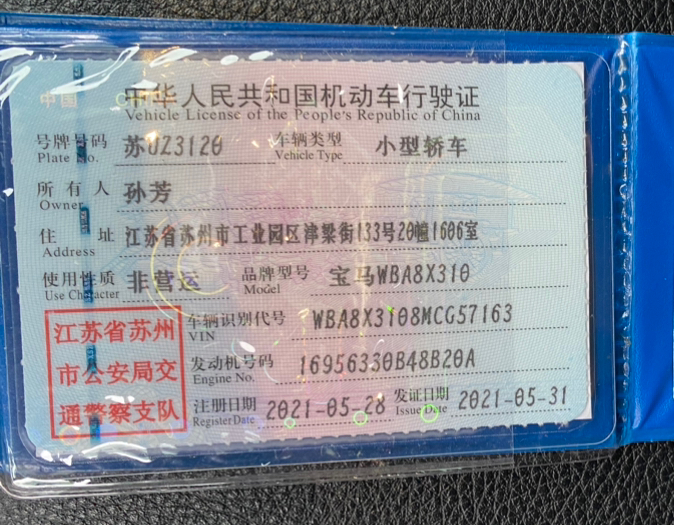 中国
中华人民共和国机动车行驶证
Vehicle License of the People's Republic of China
号牌号码 苏UZ3120 车辆类型 小型轿车
Plate No. Vehicle Type
所有人 孙芳
Owner
住址 江苏省苏州市工业园区津梁街133号20幢1606室
Address
使用性质 非营运 品牌型号 宝马WBA8X310
Use Character Model
江苏省苏州 车辆识别代号 WBA8X3108MCG57163
VIN
市公安局交 发动机号码 16956330B48B20A
Engine No.
通警察支队 注册日期 2021-05-28 发证日期 2021-05-31
Register Date Issue Date